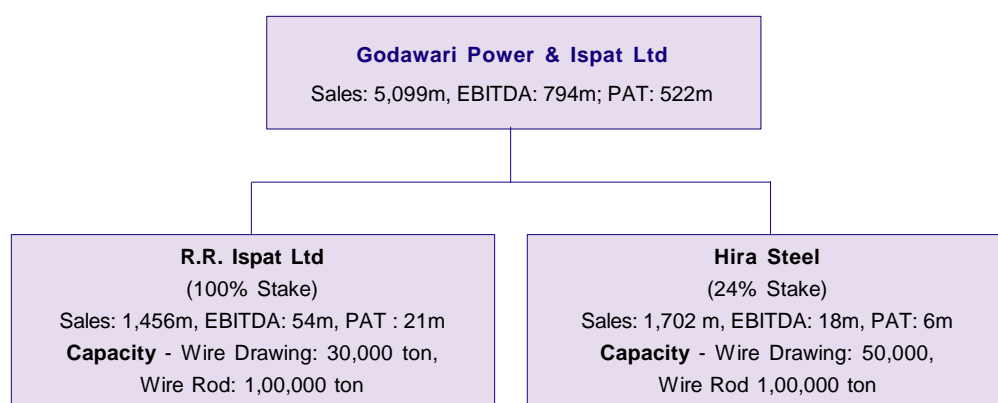 Godawari Power & Ispat Ltd
Sales: 5,099m, EBITDA: 794m; PAT: 522m
R.R. Ispat Ltd
(100% Stake)
Sales: 1,456m, EBITDA: 54m, PAT : 21m
Capacity - Wire Drawing: 30,000 ton,
Wire Rod: 1,00,000 ton
Hira Steel
(24% Stake)
Sales: 1,702 m, EBITDA: 18m, PAT: 6m
Capacity - Wire Drawing: 50,000,
Wire Rod 1,00,000 ton